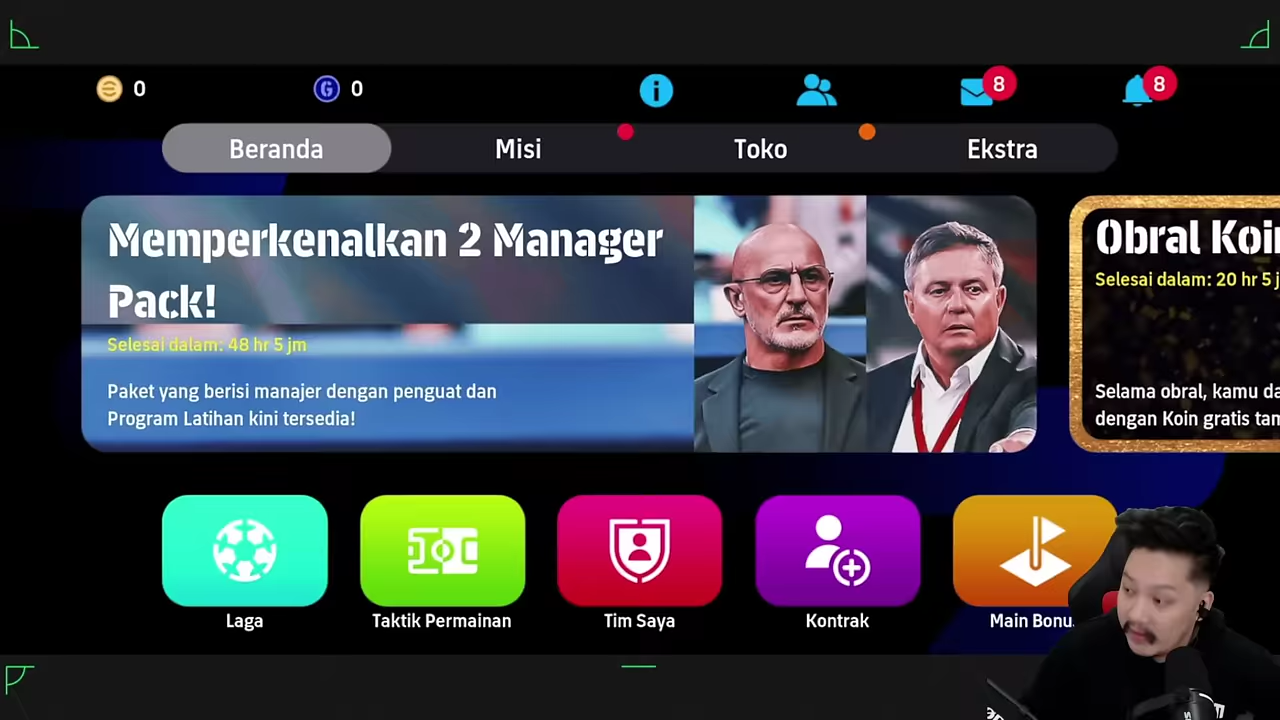 0
0
8
8
Beranda
Misi
Toko
Ekstra
Memperkenalkan 2 Manager
Pack!
Selesai dalam: 48 hr 5 jm
Paket yang berisi manajer dengan penguat dan
Program Latihan kini tersedia!
Obral Koi
Selesai dalam: 20 hr 5 j
Selama obral, kamu da
dengan Koin gratis tam
Laga
Taktik Permainan
Tim Saya
Kontrak
Main Bonu